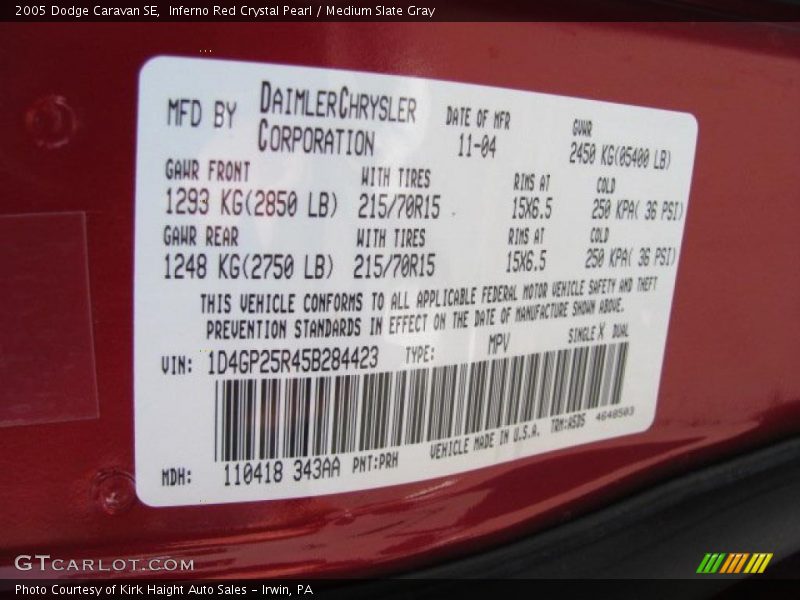 2005 Dodge Caravan SE,  Inferno Red Crystal Pearl / Medium Slate Gray
MFD BY DAIMLERCHRYSLER CORPORATION DATE OF MFR 11-04 GVWR 2450 KG(05400 LB)
GAWR FRONT WITH TIRES RIMS AT COLD
1293 KG(2850 LB) 215/70R15 15X6.5 250 KPA( 36 PSI)
GAWR REAR WITH TIRES RIMS AT COLD
1248 KG(2750 LB) 215/70R15 15X6.5 250 KPA( 36 PSI)
THIS VEHICLE CONFORMS TO ALL APPLICABLE FEDERAL MOTOR VEHICLE SAFETY AND THEFT
PREVENTION STANDARDS IN EFFECT ON THE DATE OF MANUFACTURE SHOWN ABOVE.
VIN: 1D4GP25R45B284423 TYPE: MPV SINGLE X DUAL
MDH: 110418 343AA PNT:PRH VEHICLE MADE IN U.S.A. TRM:A5D5 4648503
GTCARLOT.COM
Photo Courtesy of Kirk Haight Auto Sales - Irwin, PA